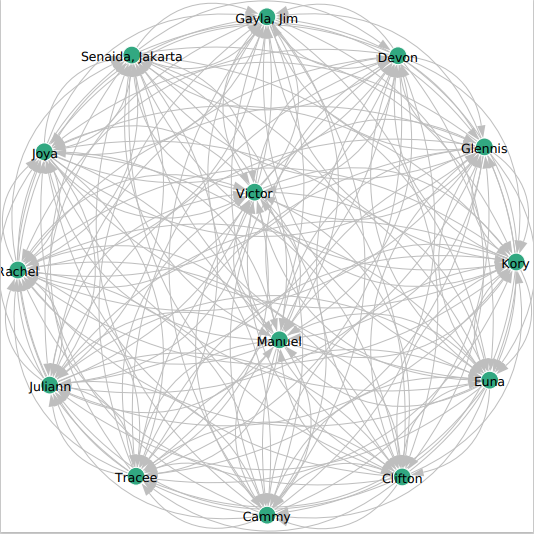 Gayla, Jim
Senaida, Jakarta
Devon
Joya
Glennis
Victor
Rachel
Kory
Manuel
Juliann
Euna
Tracee
Clifton
Cammy